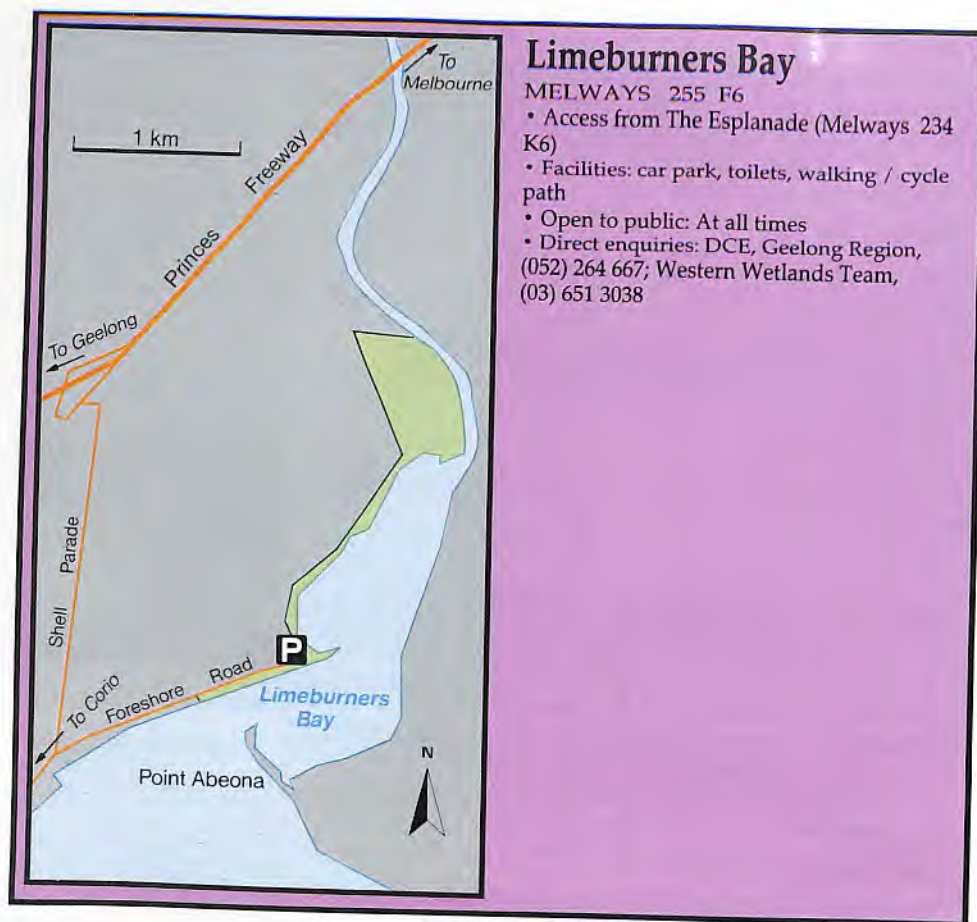 To
Melbourne
1 km
Freeway
Princes
To Geelong
Shell Parade
To Corio
Foreshore Road
P
Limeburners
Bay
Point Abeona
N
Limeburners Bay
MELWAYS 255 F6
• Access from The Esplanade (Melways 234
K6)
• Facilities: car park, toilets, walking / cycle
path
• Open to public: At all times
• Direct enquiries: DCE, Geelong Region,
(052) 264 667; Western Wetlands Team,
(03) 651 3038